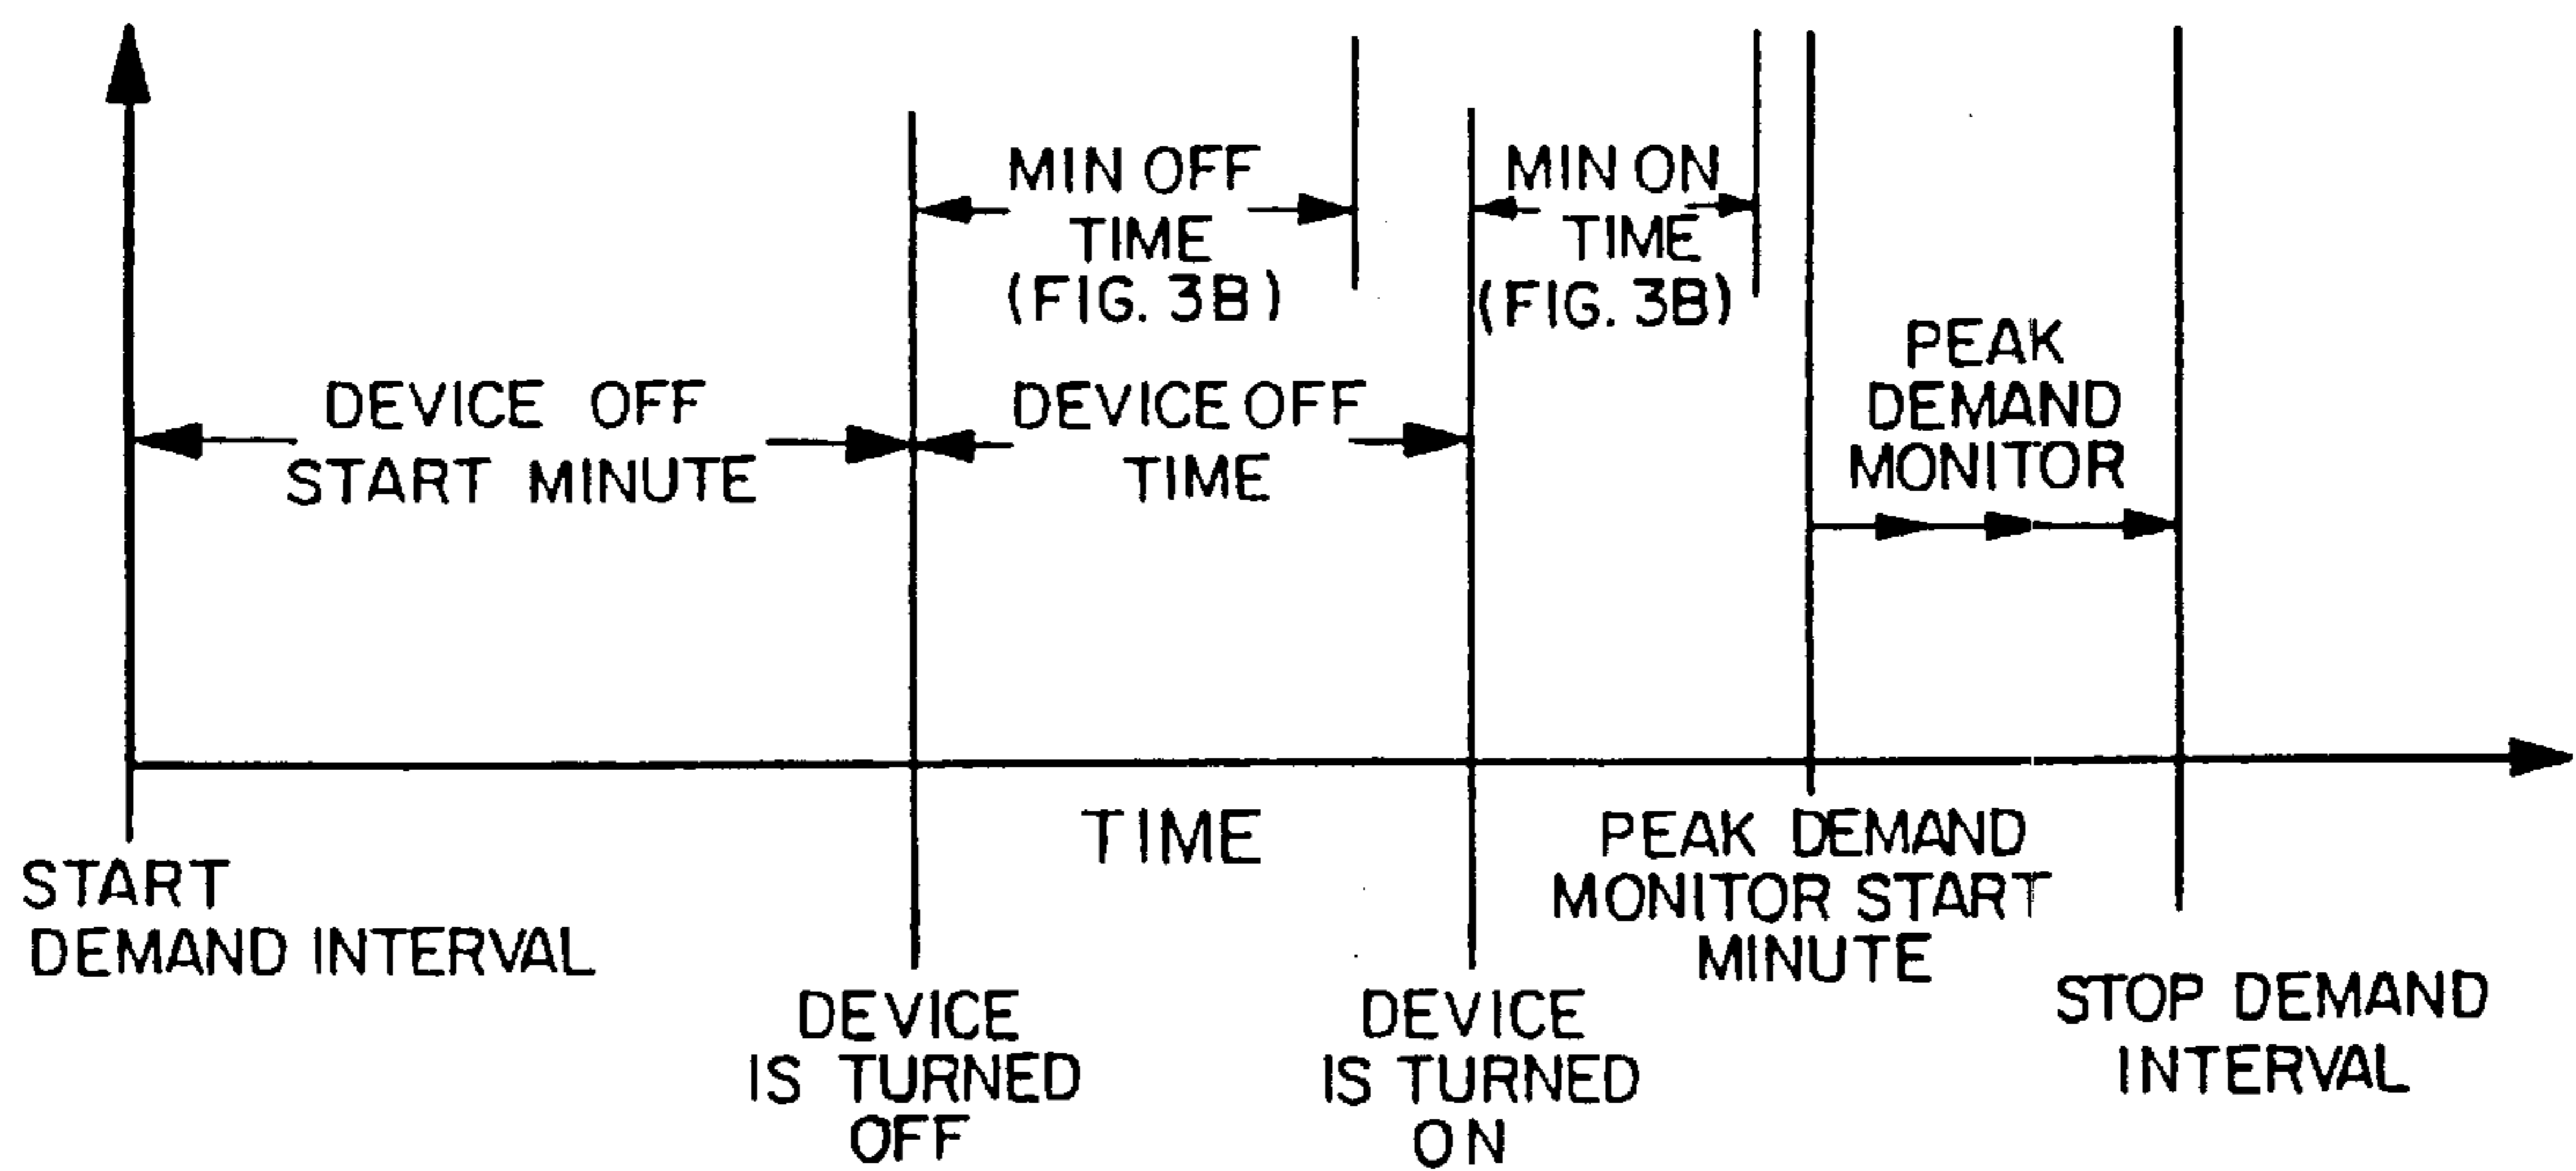 MIN OFF
TIME
(FIG. 3B)
MIN ON
TIME
(FIG. 3B)
DEVICE OFF
START MINUTE
DEVICE OFF
TIME
PEAK
DEMAND
MONITOR
TIME
START
DEMAND INTERVAL
DEVICE
IS TURNED
OFF
DEVICE
IS TURNED
ON
PEAK DEMAND
MONITOR START
MINUTE
STOP DEMAND
INTERVAL